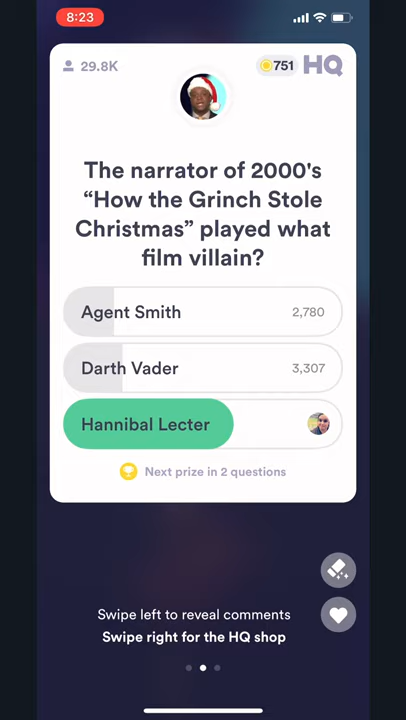 8:23
29.8K
751 HQ
The narrator of 2000's
“How the Grinch Stole
Christmas” played what
film villain?
Agent Smith 2,780
Darth Vader 3,307
Hannibal Lecter
Next prize in 2 questions
Swipe left to reveal comments
Swipe right for the HQ shop